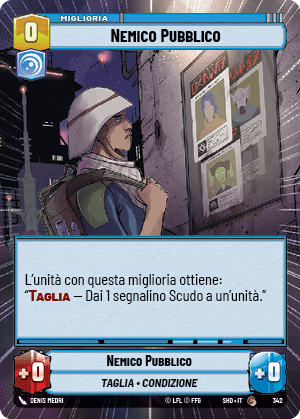 MIGLIORIA
0
NEMICO PUBBLICO
L'unità con questa miglioria ottiene:
“TAGLIA – Dai 1 segnalino Scudo a un'unità.”
+0
NEMICO PUBBLICO
+0
TAGLIA • CONDIZIONE
DENIS MEDRI
© LFL © FFG
SHD • IT
342